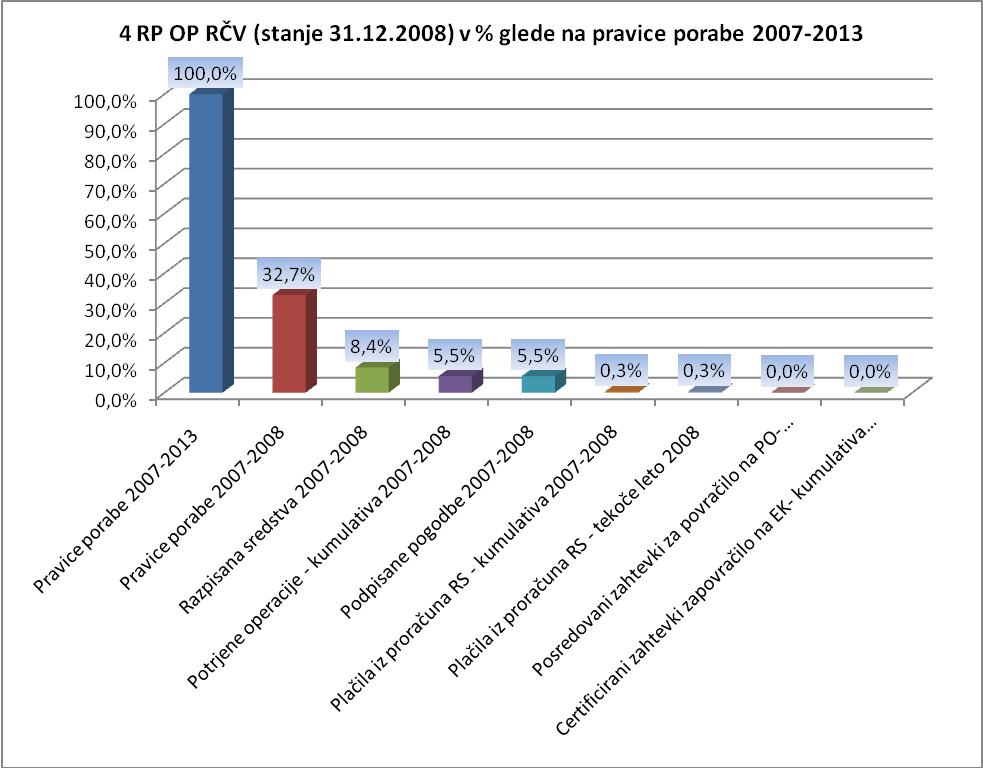 4 RP OP RČV (stanje 31.12.2008) v % glede na pravice porabe 2007-2013
100,0%
90,0%
80,0%
70,0%
60,0%
50,0%
40,0%
30,0%
20,0%
10,0%
0,0%
100,0%
32,7%
8,4%
5,5%
5,5%
0,3%
0,3%
0,0%
0,0%
Pravice porabe 2007-2013
Pravice porabe 2007-2008
Razpisana sredstva 2007-2008
Potrjene operacije - kumulativa 2007-2008
Podpisane pogodbe 2007-2008
Plačila iz proračuna RS - kumulativa 2007-2008
Plačila iz proračuna RS - tekoče leto 2008
Posredovani zahtevki za povračilo na PO-...
Certificirani zahtevki zapovračilo na EK- kumulativa...